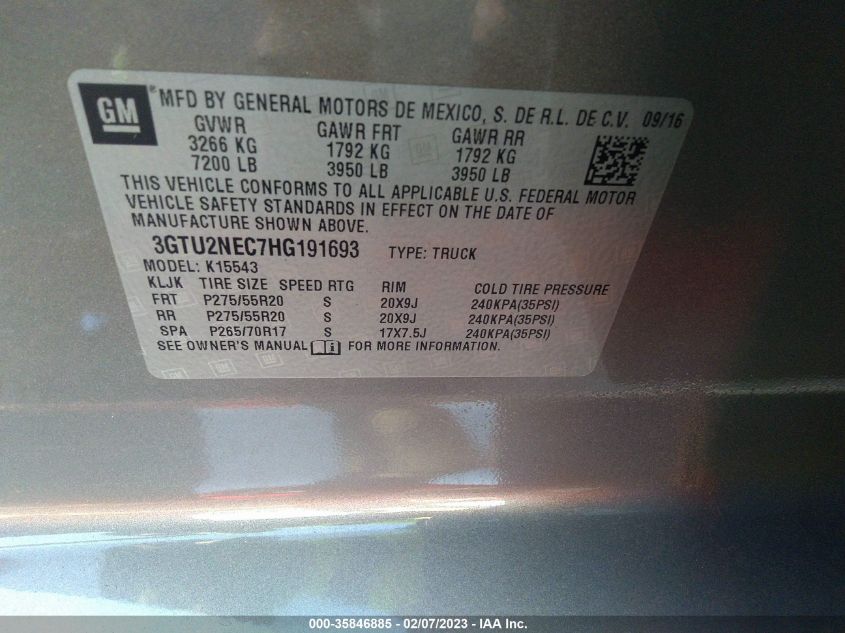 GM
® MFD BY GENERAL MOTORS DE MEXICO, S. DE R.L. DE C.V. 09/16
GVWR GAWR FRT GAWR RR
3266 KG 1792 KG 1792 KG
7200 LB 3950 LB 3950 LB
THIS VEHICLE CONFORMS TO ALL APPLICABLE U.S. FEDERAL MOTOR
VEHICLE SAFETY STANDARDS IN EFFECT ON THE DATE OF
MANUFACTURE SHOWN ABOVE.
3GTU2NEC7HG191693 TYPE: TRUCK
MODEL: K15543
KLJK TIRE SIZE SPEED RTG RIM COLD TIRE PRESSURE
FRT P275/55R20 S 20X9J 240KPA(35PSI)
RR P275/55R20 S 20X9J 240KPA(35PSI)
SPA P265/70R17 S 17X7.5J 240KPA(35PSI)
SEE OWNER'S MANUAL FOR MORE INFORMATION.
000-35846885 - 02/07/2023 - IAA Inc.